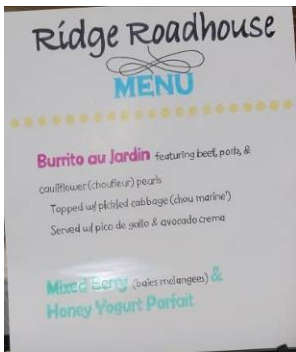 Ridge Roadhouse
MENU
Burrito au Jardin featuring beef, pork, &
cauliflower (choufleur) pearls
Topped w/ pickled cabbage (chou marine')
Served w/ pico de gallo & avocado crema
Mixed Berry (baies melangees) &
Honey Yogurt Parfait